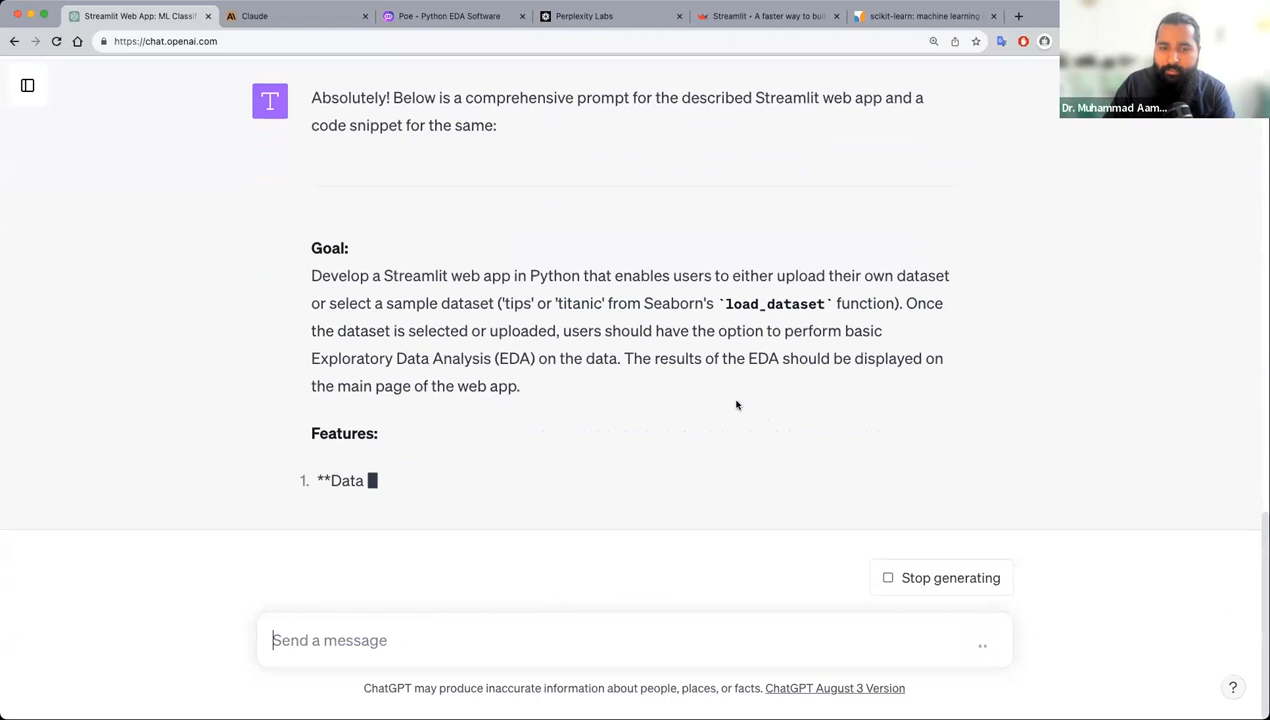 Streamlit Web App: ML Classif
Claude
Poe - Python EDA Software
Perplexity Labs
Streamlit • A faster way to bui
scikit-learn: machine learning
https://chat.openai.com
Dr. Muhammad Aam...
T
Absolutely! Below is a comprehensive prompt for the described Streamlit web app and a
code snippet for the same:
Goal:
Develop a Streamlit web app in Python that enables users to either upload their own dataset
or select a sample dataset ('tips' or 'titanic' from Seaborn's `load_dataset` function). Once
the dataset is selected or uploaded, users should have the option to perform basic
Exploratory Data Analysis (EDA) on the data. The results of the EDA should be displayed on
the main page of the web app.
Features:
1. **Data
Stop generating
Send a message
ChatGPT may produce inaccurate information about people, places, or facts. ChatGPT August 3 Version
?